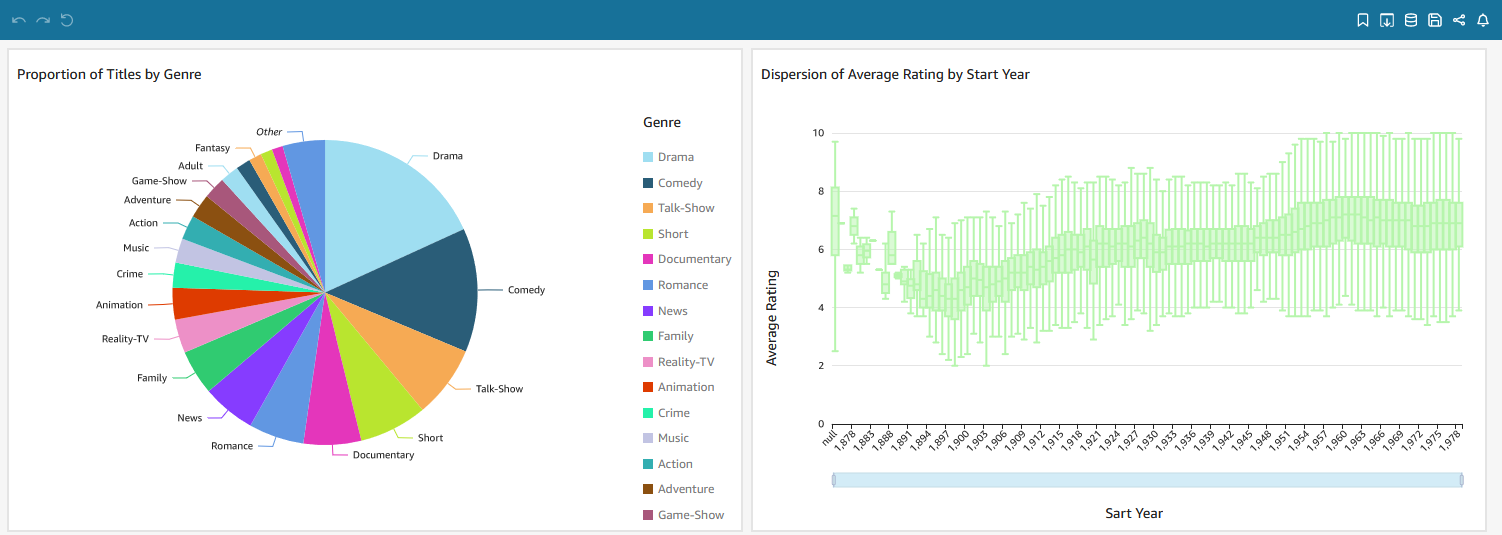 Proportion of Titles by Genre
Other
Fantasy
Adult
Game-Show
Adventure
Action
Music
Crime
Animation
Reality-TV
Family
News
Romance
Documentary
Short
Talk-Show
Comedy
Drama
Genre
Drama
Comedy
Talk-Show
Short
Documentary
Romance
News
Family
Reality-TV
Animation
Crime
Music
Action
Adventure
Game-Show
Dispersion of Average Rating by Start Year
Average Rating
10
8
6
4
2
0
null
1,878
1,883
1,888
1,891
1,894
1,897
1,900
1,903
1,906
1,909
1,912
1,915
1,918
1,921
1,924
1,927
1,930
1,933
1,936
1,939
1,942
1,945
1,948
1,951
1,954
1,957
1,960
1,963
1,966
1,969
1,972
1,975
1,978
Sart Year